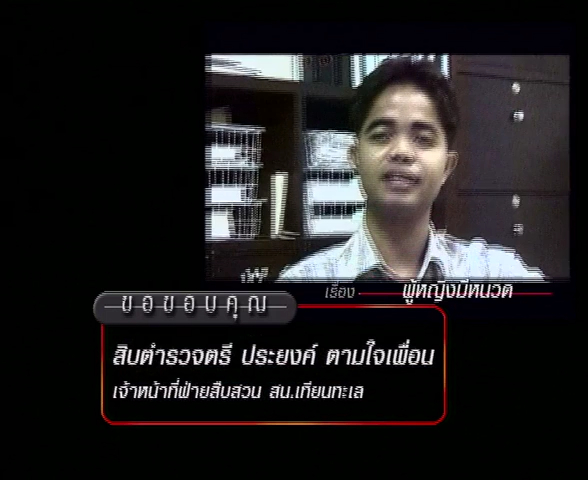 เรื่อง ผู้หญิงมีหนวด
ขอขอบคุณ
สิบตำรวจตรี ประยงค์ ตามใจเพื่อน
เจ้าหน้าที่ฝ่ายสืบสวน สน.เทียนทะเล